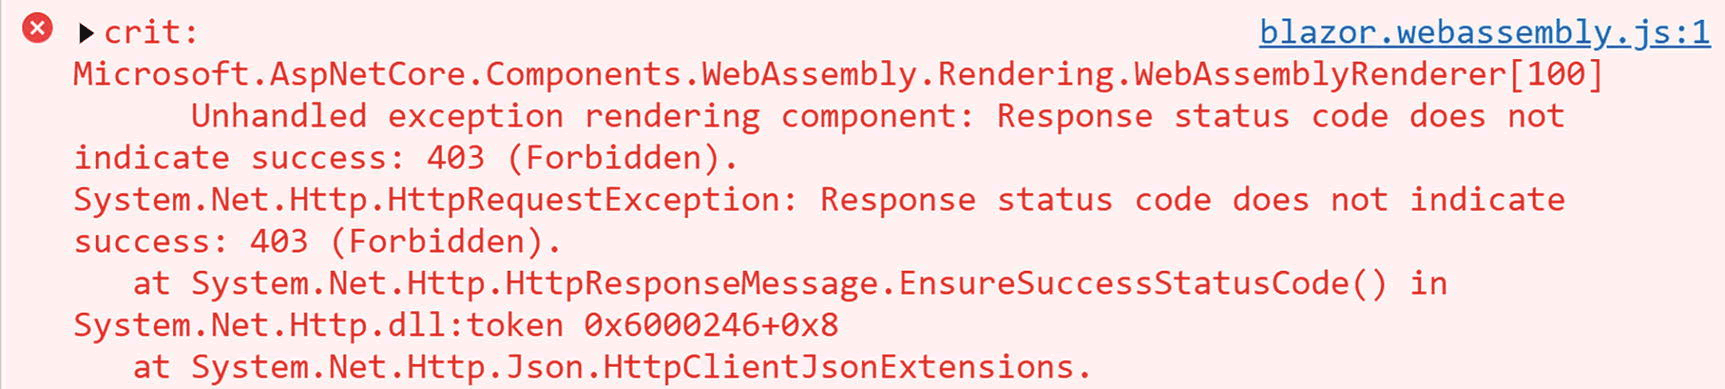 crit: blazor.webassembly.js:1
Microsoft.AspNetCore.Components.WebAssembly.Rendering.WebAssemblyRenderer[100]
Unhandled exception rendering component: Response status code does not
indicate success: 403 (Forbidden).
System.Net.Http.HttpRequestException: Response status code does not indicate
success: 403 (Forbidden).
at System.Net.Http.HttpResponseMessage.EnsureSuccessStatusCode() in
System.Net.Http.dll:token 0x6000246+0x8
at System.Net.Http.Json.HttpClientJsonExtensions.